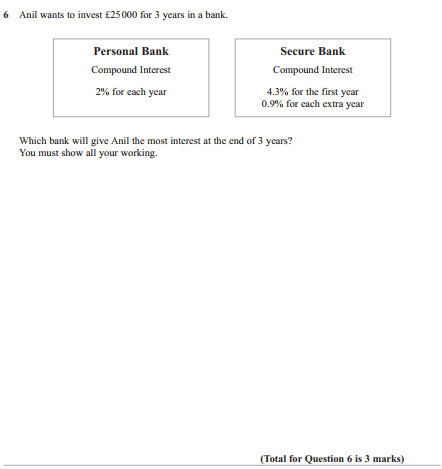 6 Anil wants to invest £25000 for 3 years in a bank.
Personal Bank
Compound Interest
2% for each year
Secure Bank
Compound Interest
4.3% for the first year
0.9% for each extra year
Which bank will give Anil the most interest at the end of 3 years?
You must show all your working.
(Total for Question 6 is 3 marks)